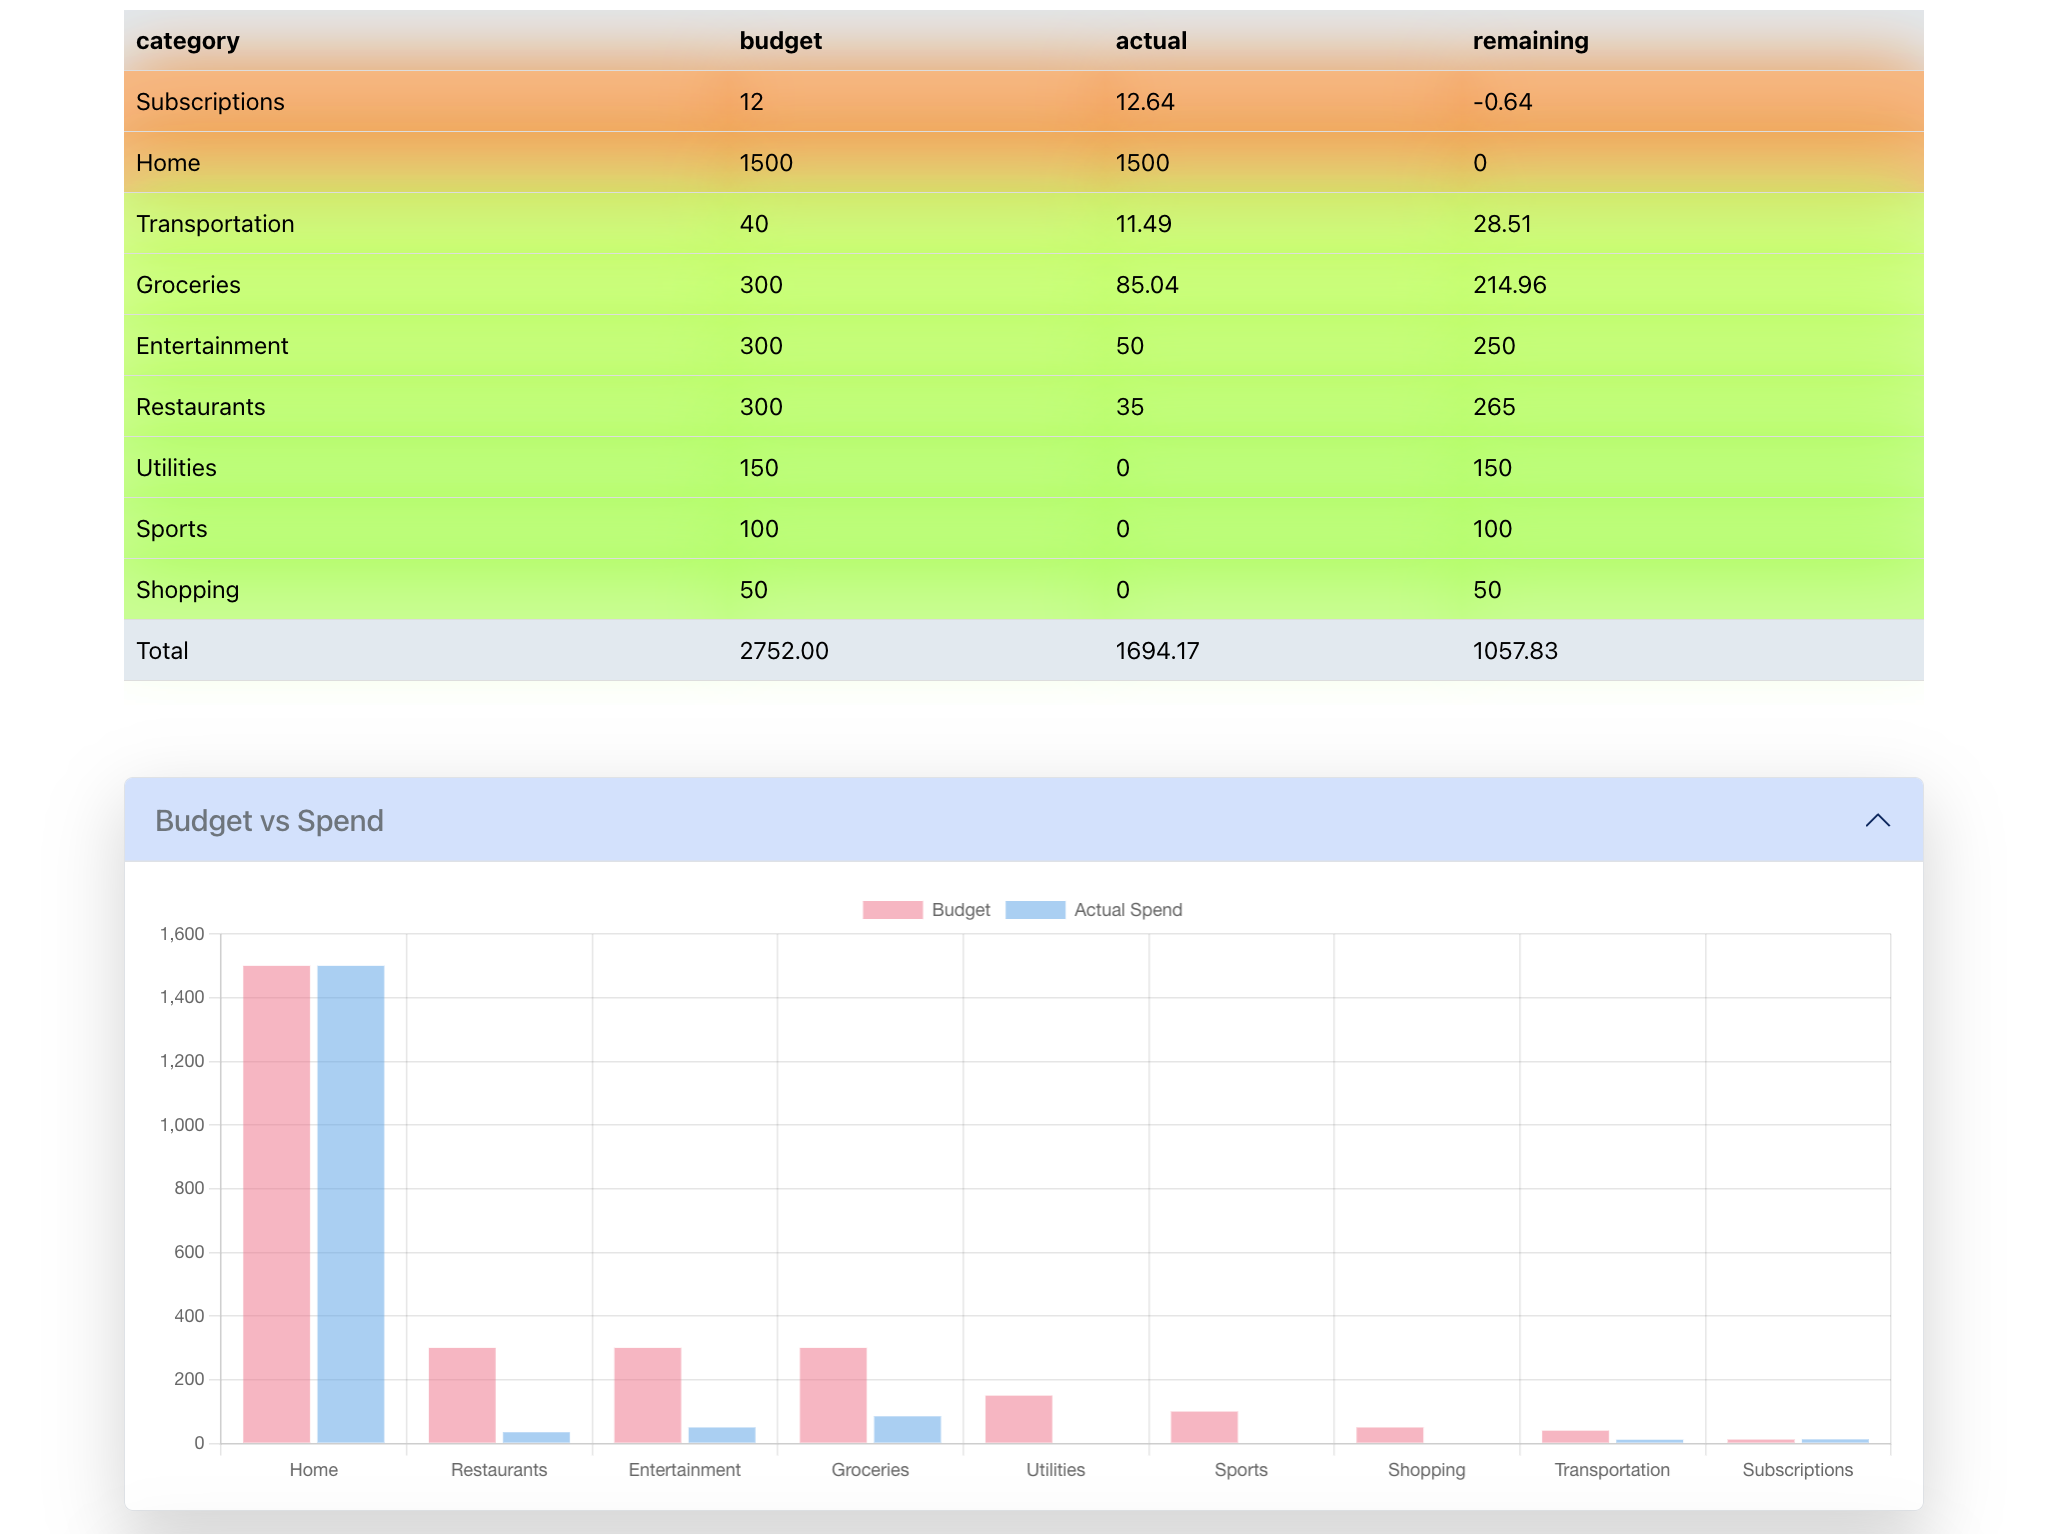 category budget actual remaining
Subscriptions 12 12.64 -0.64
Home 1500 1500 0
Transportation 40 11.49 28.51
Groceries 300 85.04 214.96
Entertainment 300 50 250
Restaurants 300 35 265
Utilities 150 0 150
Sports 100 0 100
Shopping 50 0 50
Total 2752.00 1694.17 1057.83
Budget vs Spend
Budget Actual Spend
1,600
1,400
1,200
1,000
800
600
400
200
0
Home Restaurants Entertainment Groceries Utilities Sports Shopping Transportation Subscriptions